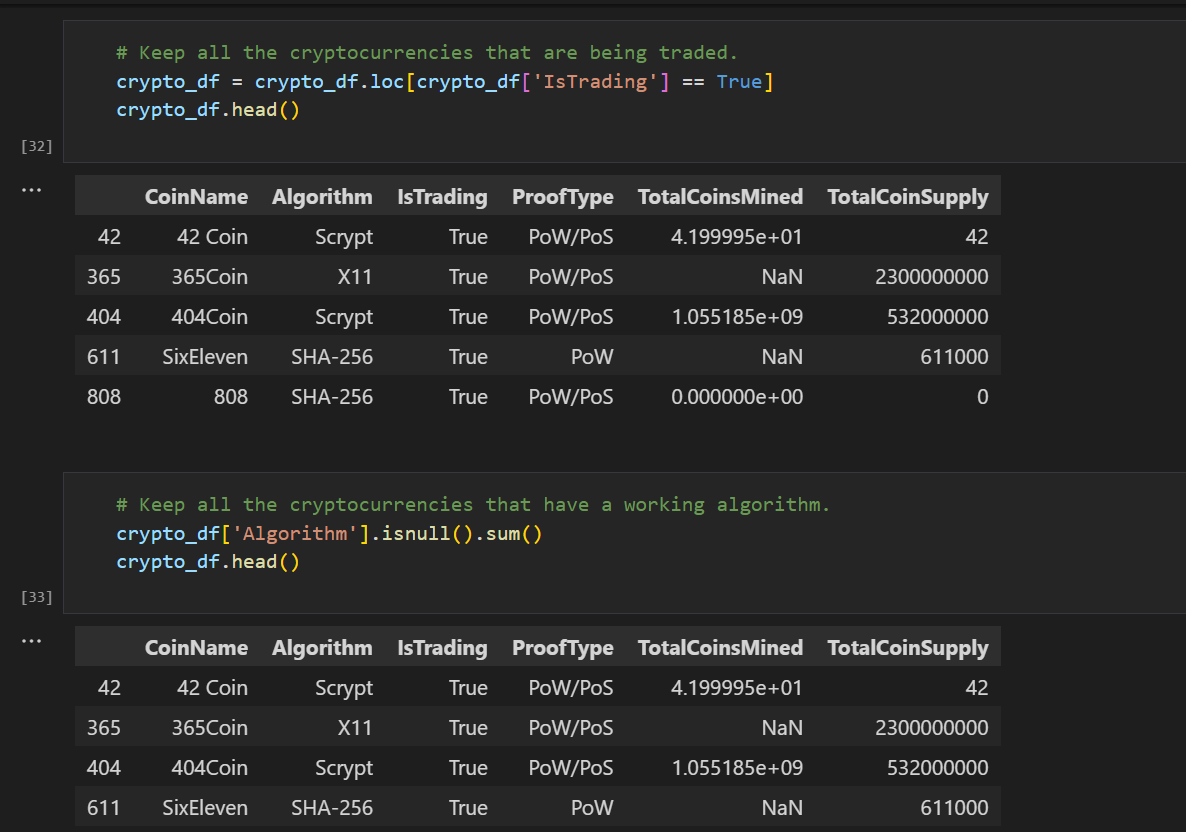 # Keep all the cryptocurrencies that are being traded.
crypto_df = crypto_df.loc[crypto_df['IsTrading'] == True]
crypto_df.head()
[32]
...
CoinName Algorithm IsTrading ProofType TotalCoinsMined TotalCoinSupply
42 42 Coin Scrypt True PoW/PoS 4.199995e+01 42
365 365Coin X11 True PoW/PoS NaN 2300000000
404 404Coin Scrypt True PoW/PoS 1.055185e+09 532000000
611 SixEleven SHA-256 True PoW NaN 611000
808 808 SHA-256 True PoW/PoS 0.000000e+00 0
# Keep all the cryptocurrencies that have a working algorithm.
crypto_df['Algorithm'].isnull().sum()
crypto_df.head()
[33]
...
CoinName Algorithm IsTrading ProofType TotalCoinsMined TotalCoinSupply
42 42 Coin Scrypt True PoW/PoS 4.199995e+01 42
365 365Coin X11 True PoW/PoS NaN 2300000000
404 404Coin Scrypt True PoW/PoS 1.055185e+09 532000000
611 SixEleven SHA-256 True PoW NaN 611000